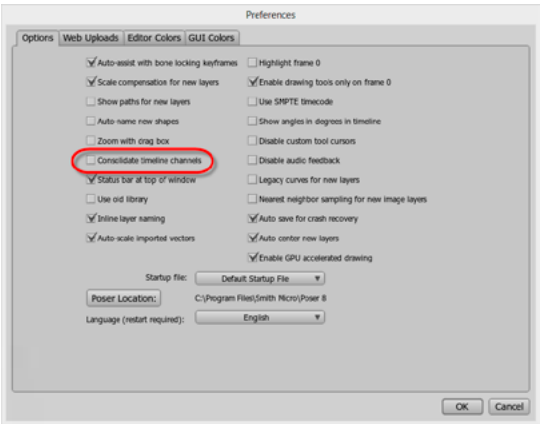 Preferences
Options Web Uploads Editor Colors GUI Colors
Auto-assist with bone locking keyframes
Scale compensation for new layers
Show paths for new layers
Auto-name new shapes
Zoom with drag box
Consolidate timeline channels
Status bar at top of window
Use old library
Inline layer naming
Auto-scale imported vectors
Highlight frame 0
Enable drawing tools only on frame 0
Use SMPTE timecode
Show angles in degrees in timeline
Disable custom tool cursors
Disable audio feedback
Legacy curves for new layers
Nearest neighbor sampling for new image layers
Auto save for crash recovery
Auto center new layers
Enable GPU accelerated drawing
Startup file: Default Startup File
Poser Location: C:\Program Files\Smith Micro\Poser 8
Language (restart required): English
OK Cancel